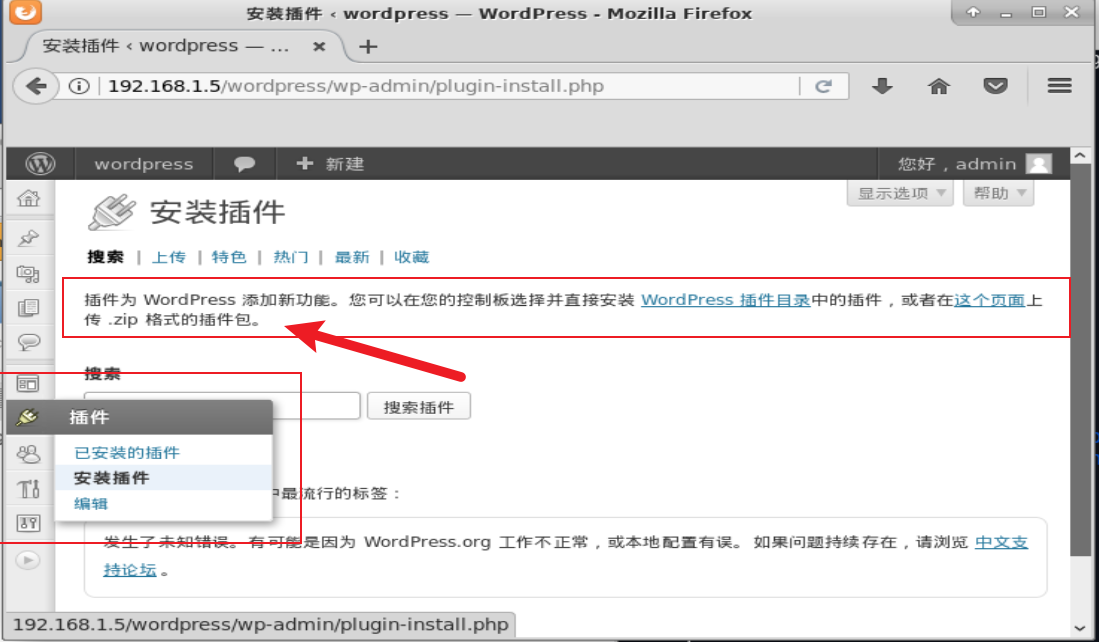 安装插件 ‹ wordpress — WordPress - Mozilla Firefox
安装插件 ‹ wordpress — ...
192.168.1.5/wordpress/wp-admin/plugin-install.php
wordpress 新建 您好，admin
显示选项 帮助
安装插件
搜索 | 上传 | 特色 | 热门 | 最新 | 收藏
插件为 WordPress 添加新功能。您可以在您的控制板选择并直接安装 WordPress 插件目录中的插件，或者在这个页面上
传 .zip 格式的插件包。
搜索
搜索插件
插件
已安装的插件
安装插件
编辑
中最流行的标签：
发生了未知错误。有可能是因为 WordPress.org 工作不正常，或本地配置有误。如果问题持续存在，请浏览 中文支
持论坛。
192.168.1.5/wordpress/wp-admin/plugin-install.php